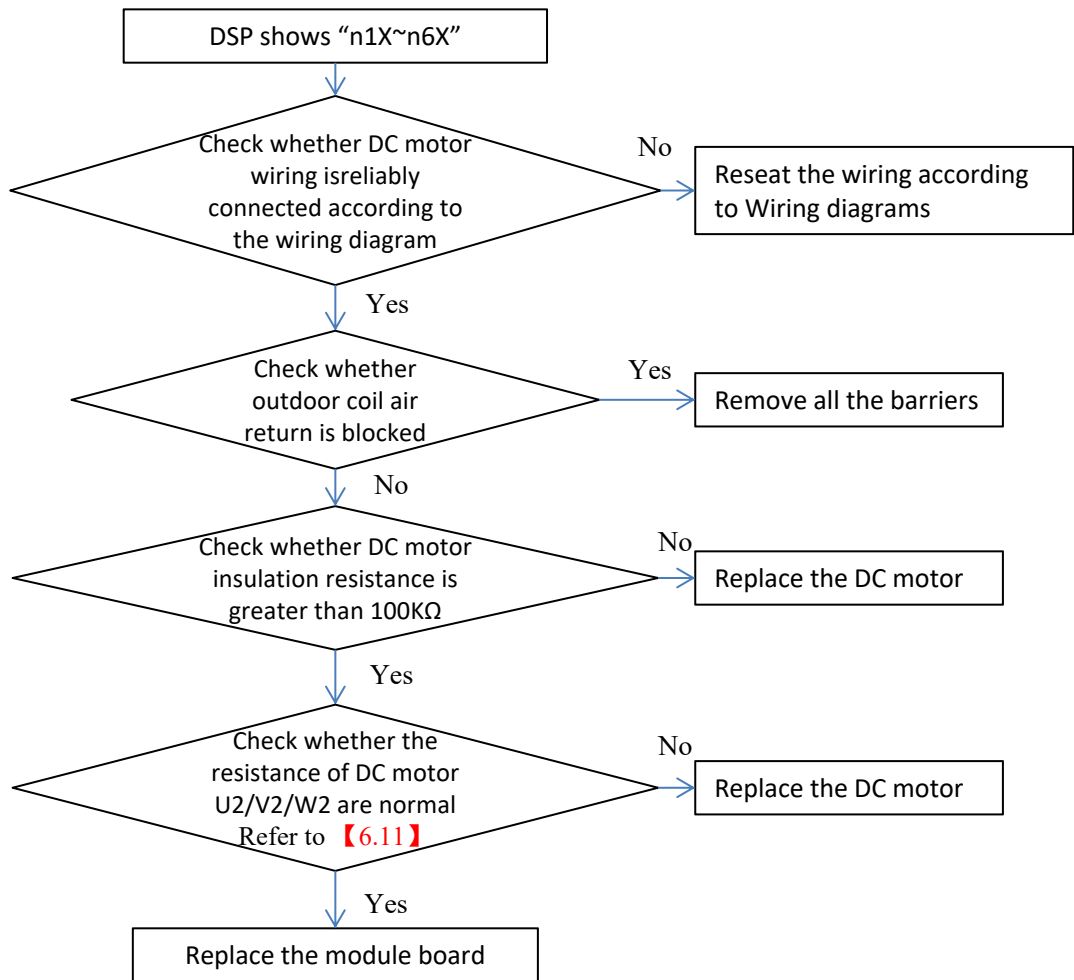 DSP shows “n1X~n6X”
Check whether DC motor
wiring isreliably
connected according to
the wiring diagram
No
Reseat the wiring according
to Wiring diagrams
Yes
Check whether
outdoor coil air
return is blocked
Yes
Remove all the barriers
No
Check whether DC motor
insulation resistance is
greater than 100KΩ
No
Replace the DC motor
Yes
Check whether the
resistance of DC motor
U2/V2/W2 are normal
Refer to 【6.11】
No
Replace the DC motor
Yes
Replace the module board